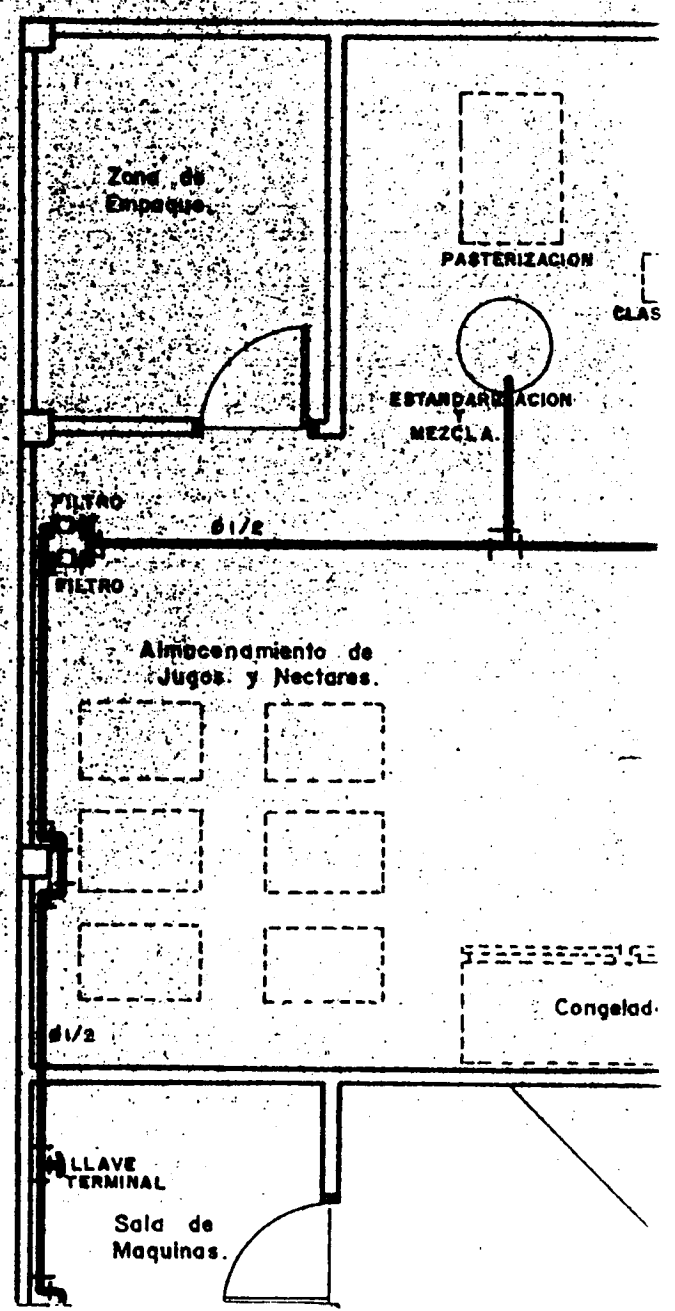 Zona de
Empaque.
PASTERIZACION
CLAS
ESTANDARIZACION
Y
MEZCLA.
FILTRO
Ø1/2
FILTRO
Almacenamiento de
Jugos y Nectares.
Congelad
Ø1/2
LLAVE
TERMINAL
Sala de
Maquinas.